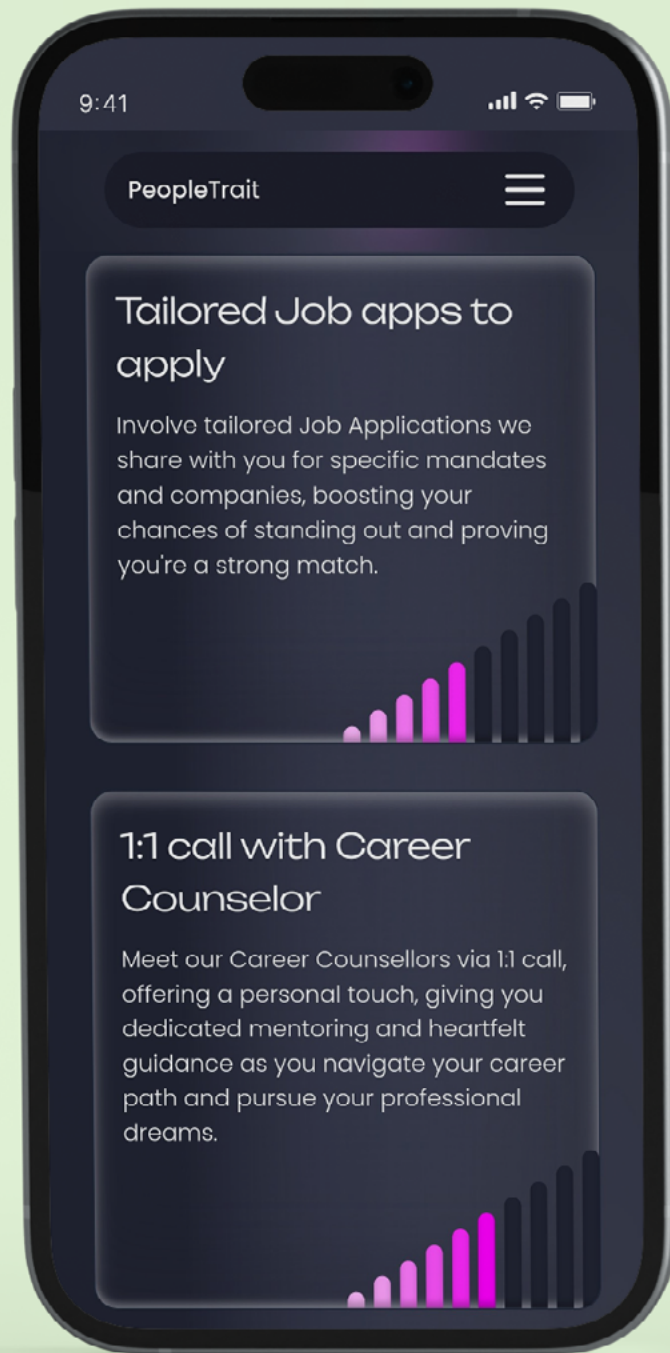 9:41
PeopleTrait
Tailored Job apps to
apply
Involve tailored Job Applications we
share with you for specific mandates
and companies, boosting your
chances of standing out and proving
you're a strong match.
1:1 call with Career
Counselor
Meet our Career Counsellors via 1:1 call,
offering a personal touch, giving you
dedicated mentoring and heartfelt
guidance as you navigate your career
path and pursue your professional
dreams.